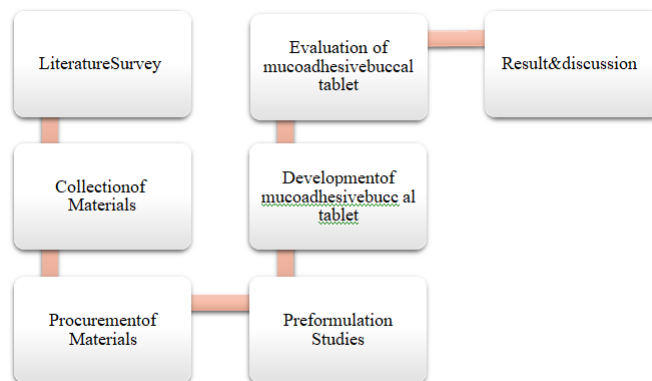 LiteratureSurvey
Collectionof
Materials
Procurementof
Materials
Preformulation
Studies
Developmentof
mucoadhesivebucc al
tablet
Evaluation of
mucoadhesivebuccal
tablet
Result&discussion